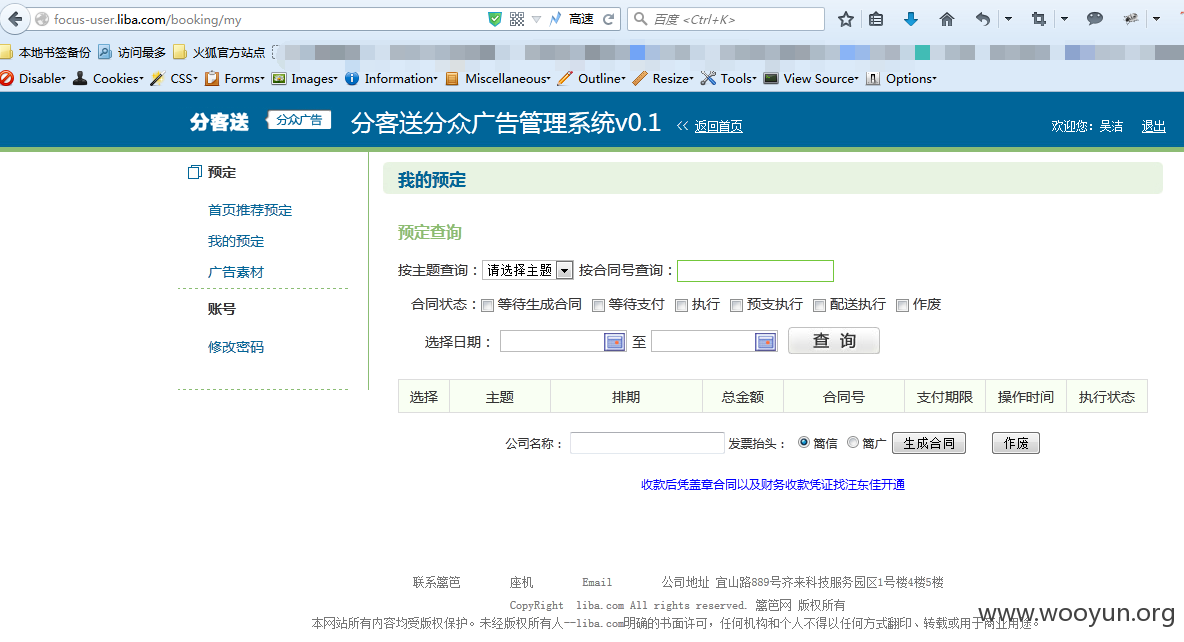 focus-user.liba.com/booking/my 高速 百度 <Ctrl+K>
本地书签备份 访问最多 火狐官方站点
Disable Cookies CSS Forms Images Information Miscellaneous Outline Resize Tools View Source Options
分客送 分众广告 分客送分众广告管理系统v0.1 << 返回首页 欢迎您：吴洁 退出
预定
首页推荐预定
我的预定
广告素材
账号
修改密码
我的预定
预定查询
按主题查询： 请选择主题 按合同号查询：
合同状态： 等待生成合同 等待支付 执行 预支执行 配送执行 作废
选择日期： 至 查 询
选择 主题 排期 总金额 合同号 支付期限 操作时间 执行状态
公司名称： 发票抬头： 篱信 篱广 生成合同 作废
收款后凭盖章合同以及财务收款凭证找汪东佳开通
联系篱笆 座机 Email 公司地址 宜山路889号齐来科技服务园区1号楼4楼5楼
CopyRight liba.com All rights reserved. 篱笆网 版权所有
本网站所有内容均受版权保护。未经版权所有人--liba.com明确的书面许可，任何机构和个人不得以任何方式翻印、转载或用于商业用途。
www.wooyun.org